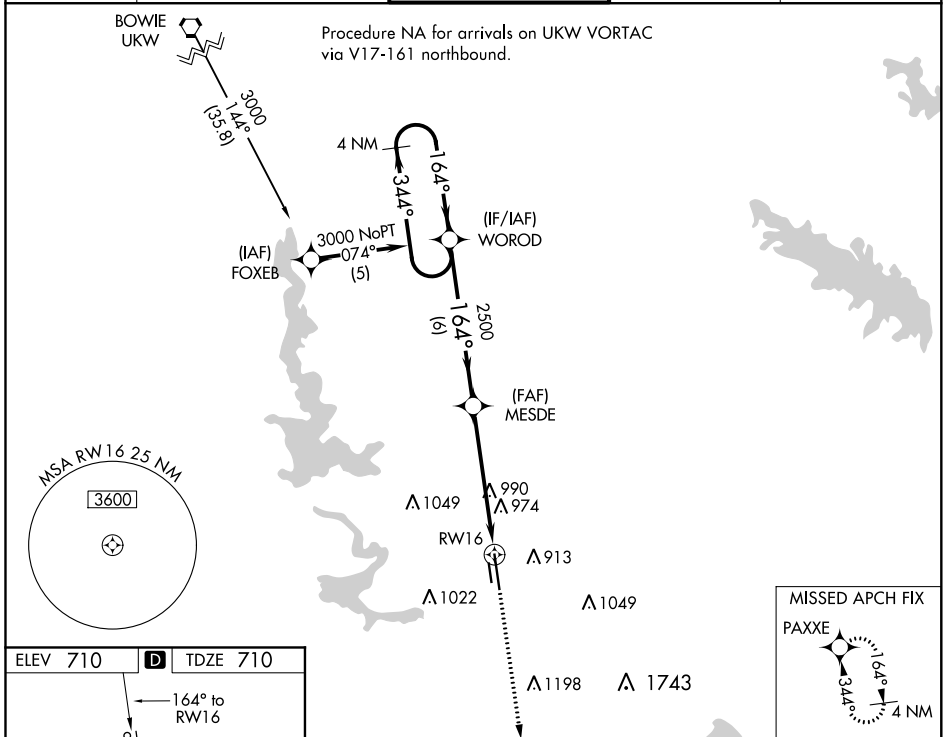 BOWIE
UKW
Procedure NA for arrivals on UKW VORTAC
via V17-161 northbound.
3000
144°
(35.8)
4 NM
344°
164°
(IF/IAF)
WOROD
(IAF)
FOXEB
3000 NoPT
074°
(5)
2500
164°
(6)
(FAF)
MESDE
MSA RW16 25 NM
3600
1049
990
974
RW16
913
1022
1049
1198
1743
MISSED APCH FIX
PAXXE
164°
344°
4 NM
ELEV 710
D
TDZE 710
164° to
RW16